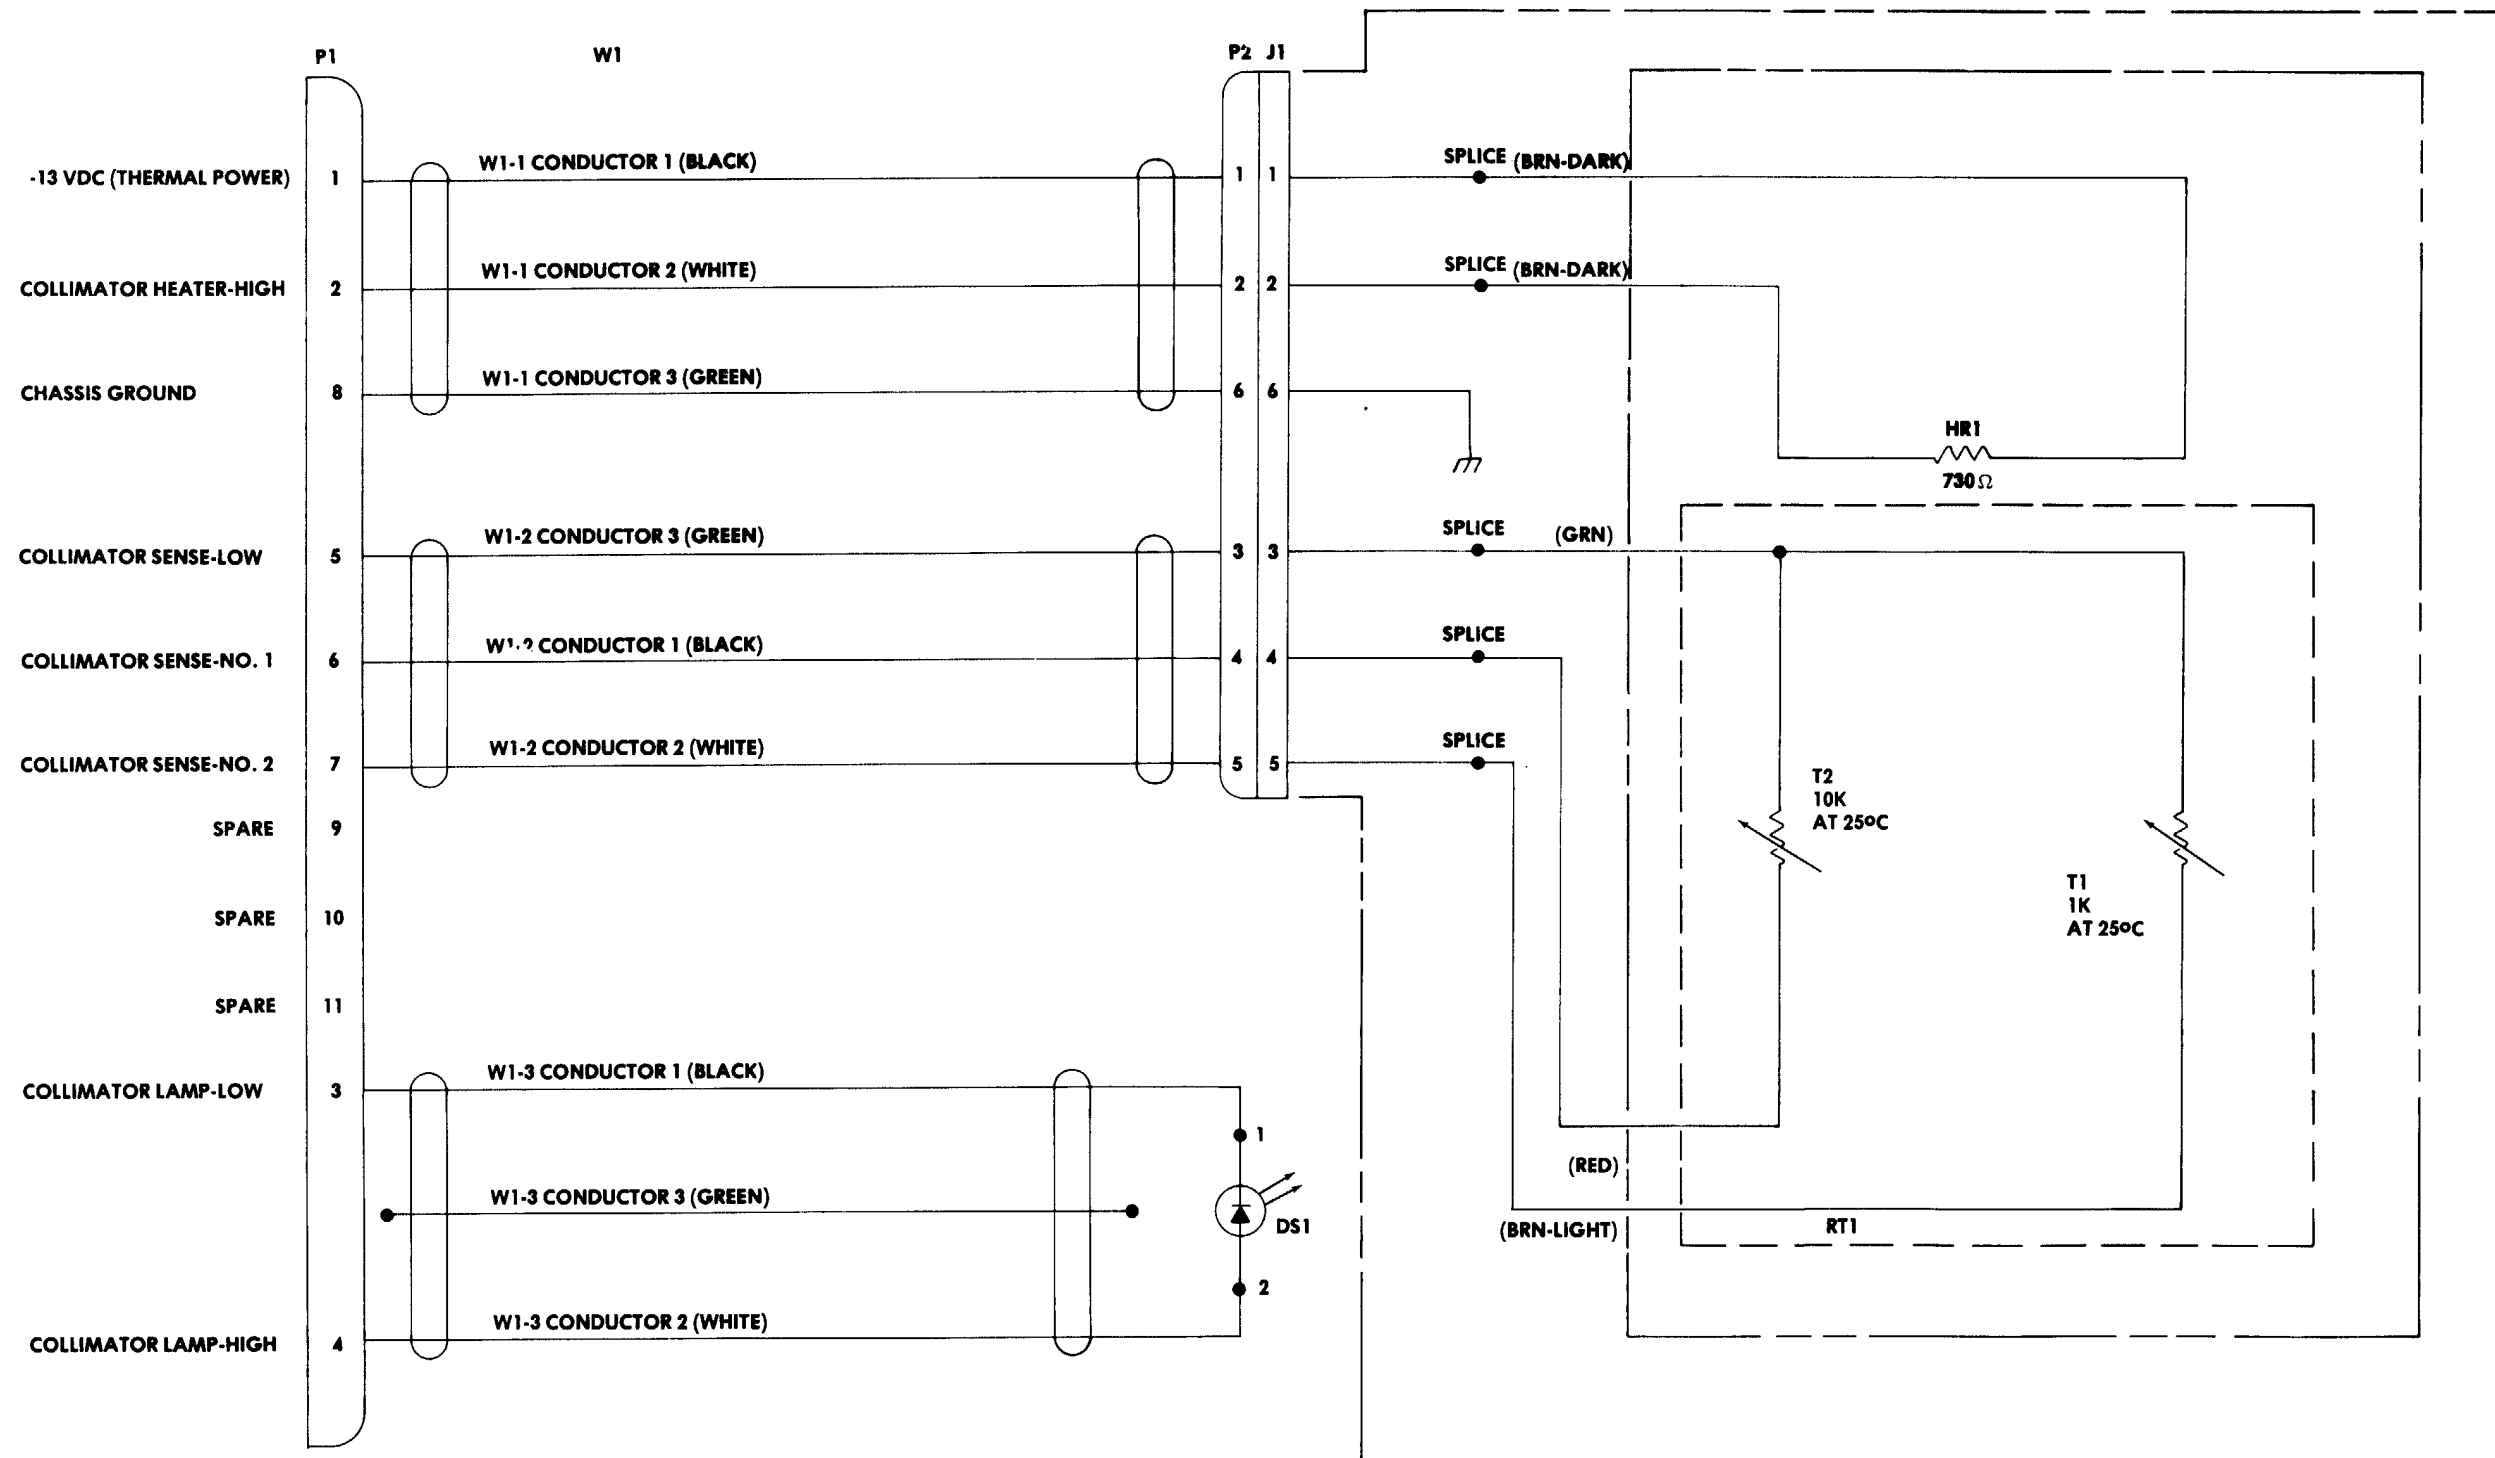 P1
W1
P2 J1
-13 VDC (THERMAL POWER)
1
W1-1 CONDUCTOR 1 (BLACK)
1 1
SPLICE (BRN-DARK)
COLLIMATOR HEATER-HIGH
2
W1-1 CONDUCTOR 2 (WHITE)
2 2
SPLICE (BRN-DARK)
CHASSIS GROUND
8
W1-1 CONDUCTOR 3 (GREEN)
6 6
HR1
730Ω
COLLIMATOR SENSE-LOW
5
W1-2 CONDUCTOR 3 (GREEN)
3 3
SPLICE (GRN)
COLLIMATOR SENSE-NO. 1
6
W1-2 CONDUCTOR 1 (BLACK)
4 4
SPLICE
COLLIMATOR SENSE-NO. 2
7
W1-2 CONDUCTOR 2 (WHITE)
5 5
SPLICE
T2
10K
AT 25°C
T1
1K
AT 25°C
SPARE
9
SPARE
10
SPARE
11
COLLIMATOR LAMP-LOW
3
W1-3 CONDUCTOR 1 (BLACK)
1
(RED)
W1-3 CONDUCTOR 3 (GREEN)
DS1
(BRN-LIGHT)
RT1
2
COLLIMATOR LAMP-HIGH
4
W1-3 CONDUCTOR 2 (WHITE)